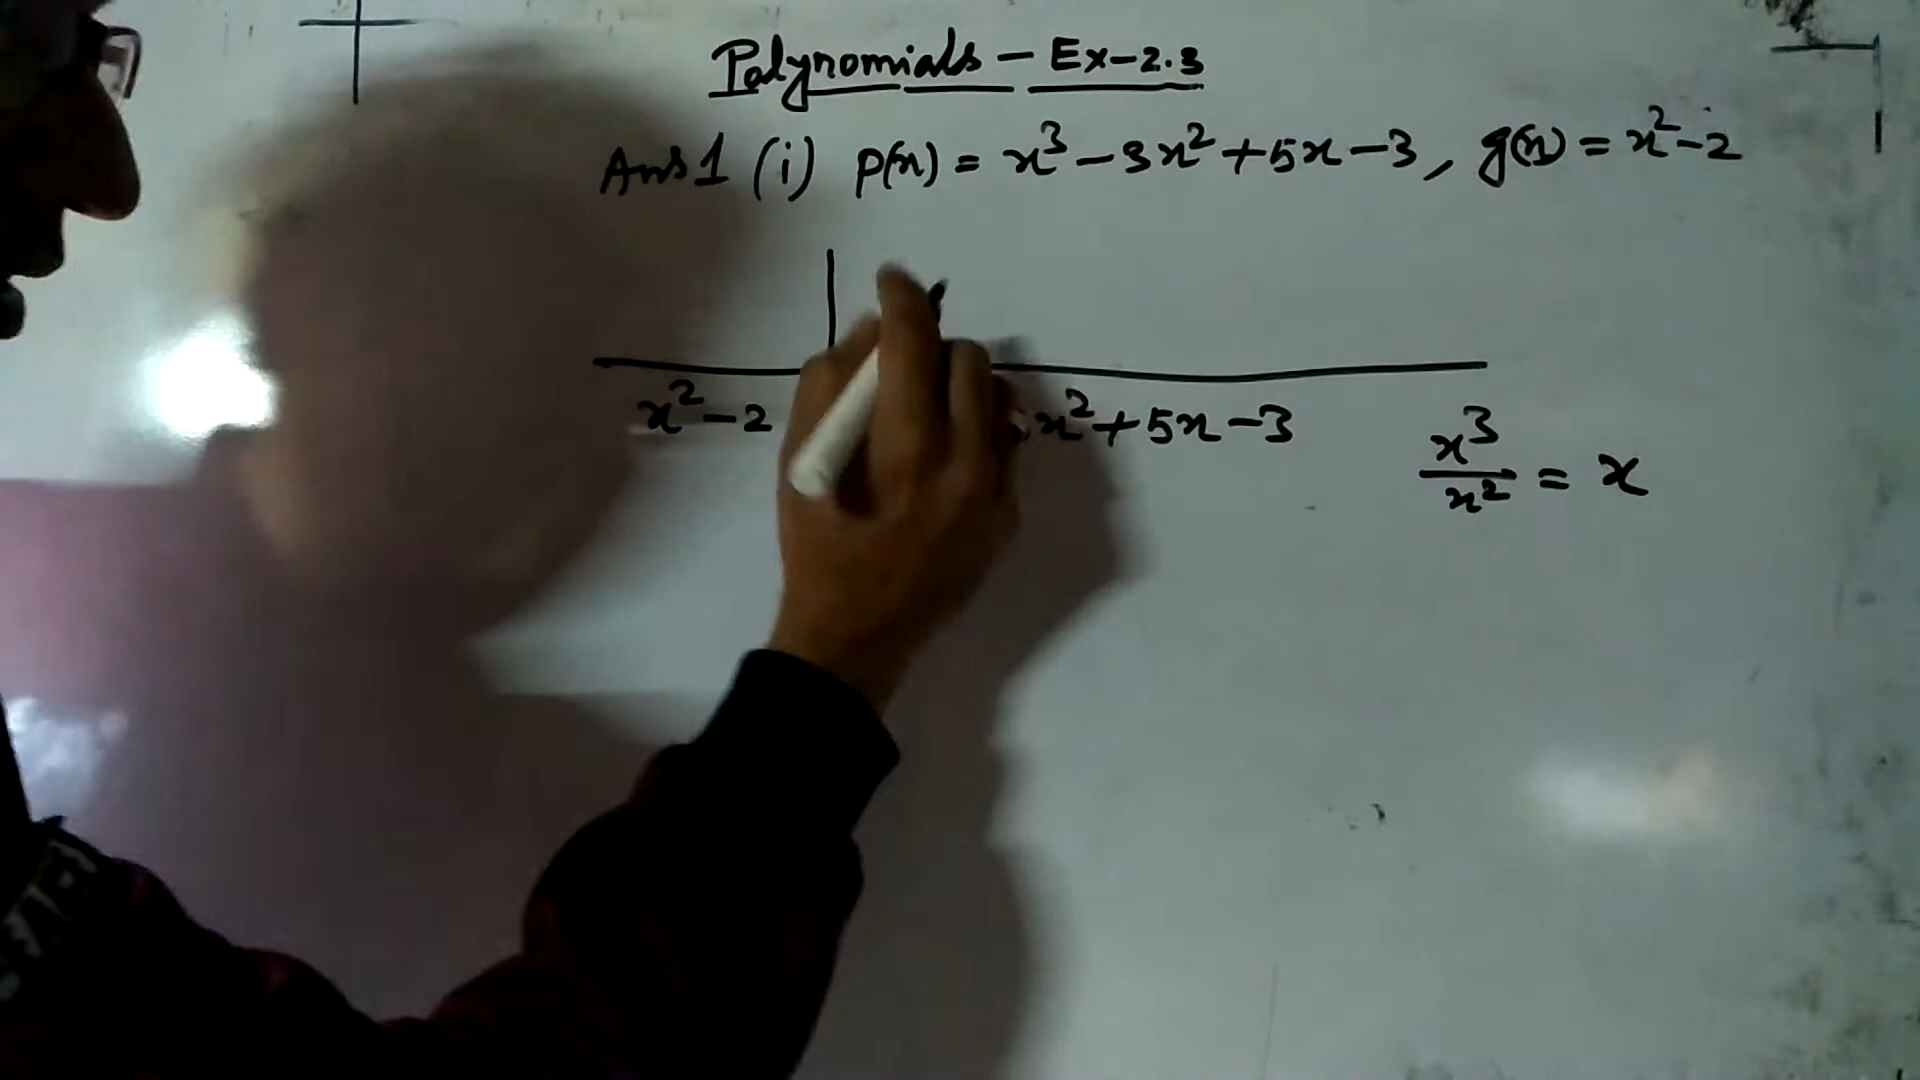 Polynomials - Ex-2.3
Ans 1 (i) p(x) = x³ - 3x² + 5x - 3, g(x) = x² - 2
x² - 2
x² + 5x - 3
x³/x² = x